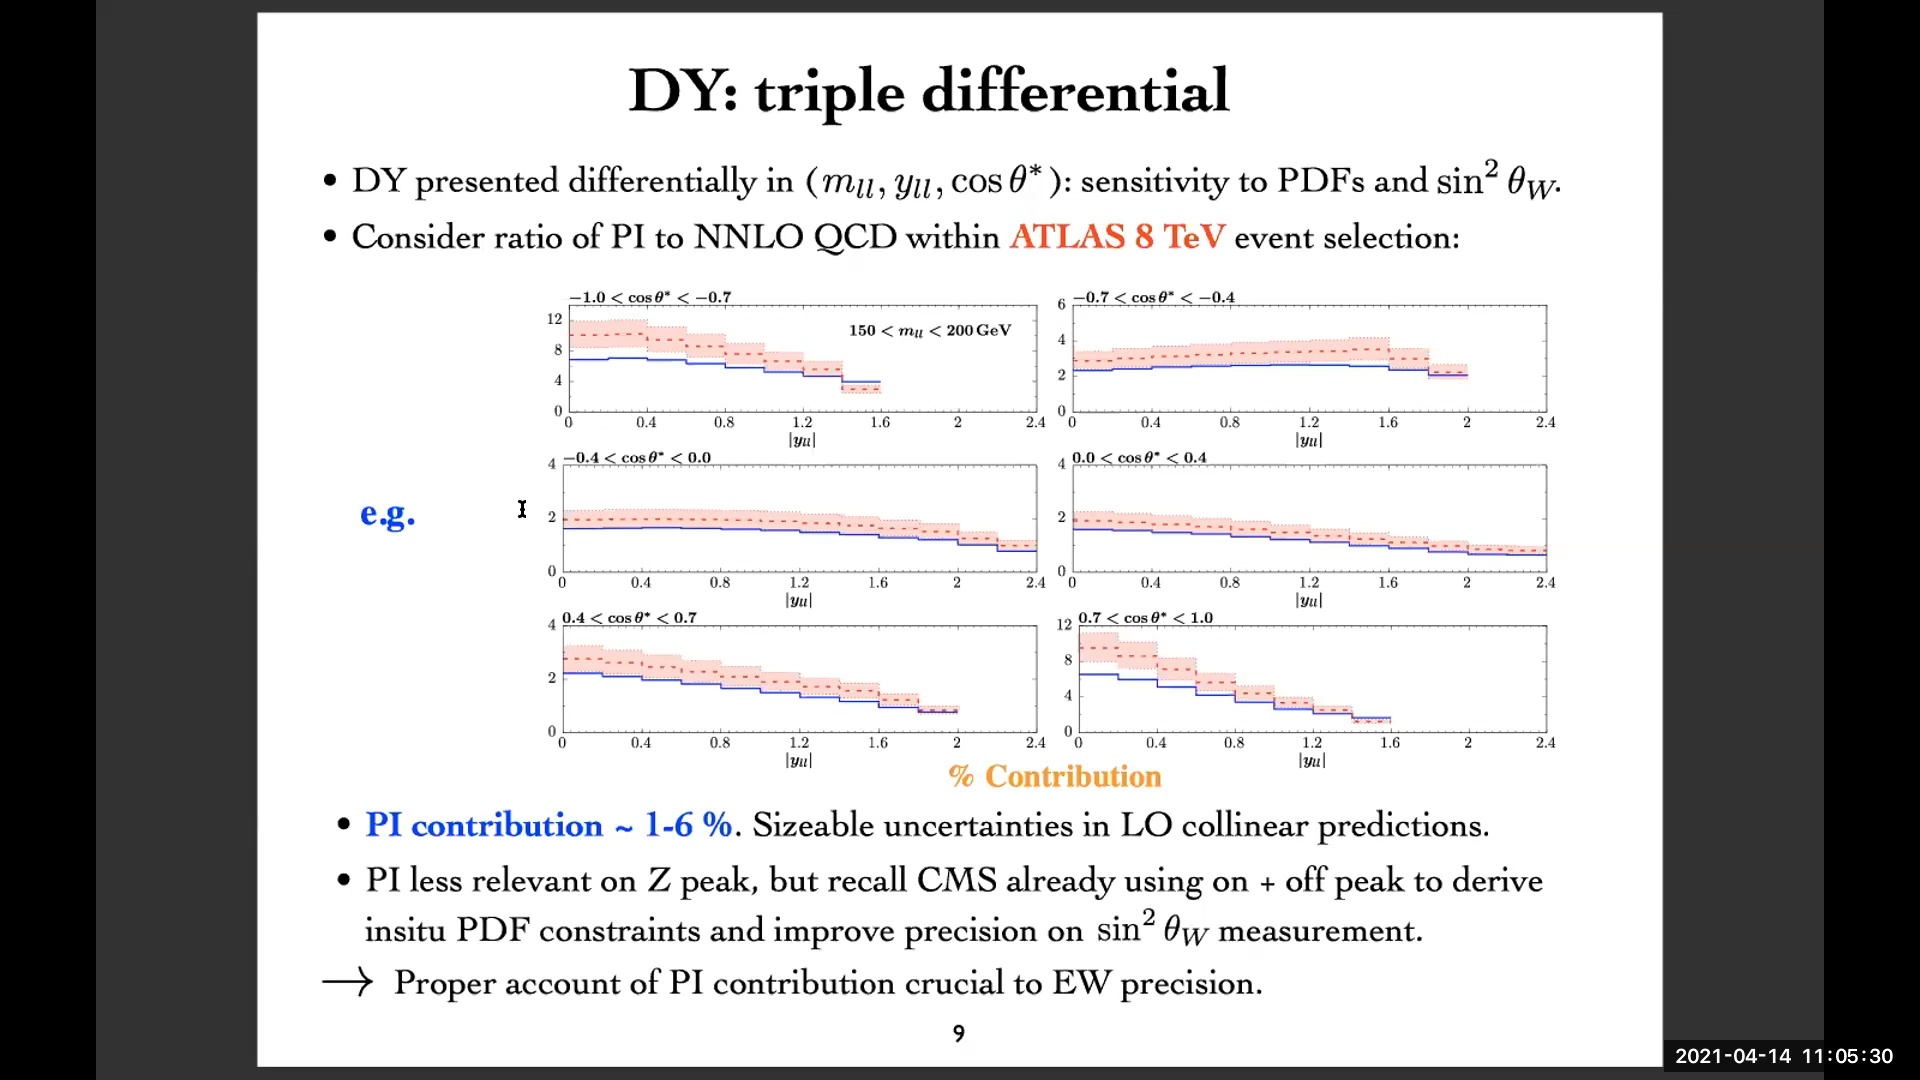 DY: triple differential
• DY presented differentially in (m_ll, y_ll, cos θ*): sensitivity to PDFs and sin² θ_W.
• Consider ratio of PI to NNLO QCD within ATLAS 8 TeV event selection:
−1.0 < cos θ* < −0.7
150 < m_ll < 200 GeV
12
8
4
0
0 0.4 0.8 1.2 1.6 2 2.4
|y_ll|
−0.7 < cos θ* < −0.4
6
4
2
0
0 0.4 0.8 1.2 1.6 2 2.4
|y_ll|
−0.4 < cos θ* < 0.0
4
2
0
0 0.4 0.8 1.2 1.6 2 2.4
|y_ll|
0.0 < cos θ* < 0.4
4
2
0
0 0.4 0.8 1.2 1.6 2 2.4
|y_ll|
e.g.
0.4 < cos θ* < 0.7
4
2
0
0 0.4 0.8 1.2 1.6 2 2.4
|y_ll|
0.7 < cos θ* < 1.0
12
8
4
0
0 0.4 0.8 1.2 1.6 2 2.4
|y_ll|
% Contribution
• PI contribution ~ 1-6 %. Sizeable uncertainties in LO collinear predictions.
• PI less relevant on Z peak, but recall CMS already using on + off peak to derive
insitu PDF constraints and improve precision on sin² θ_W measurement.
→ Proper account of PI contribution crucial to EW precision.
9
2021-04-14 11:05:30